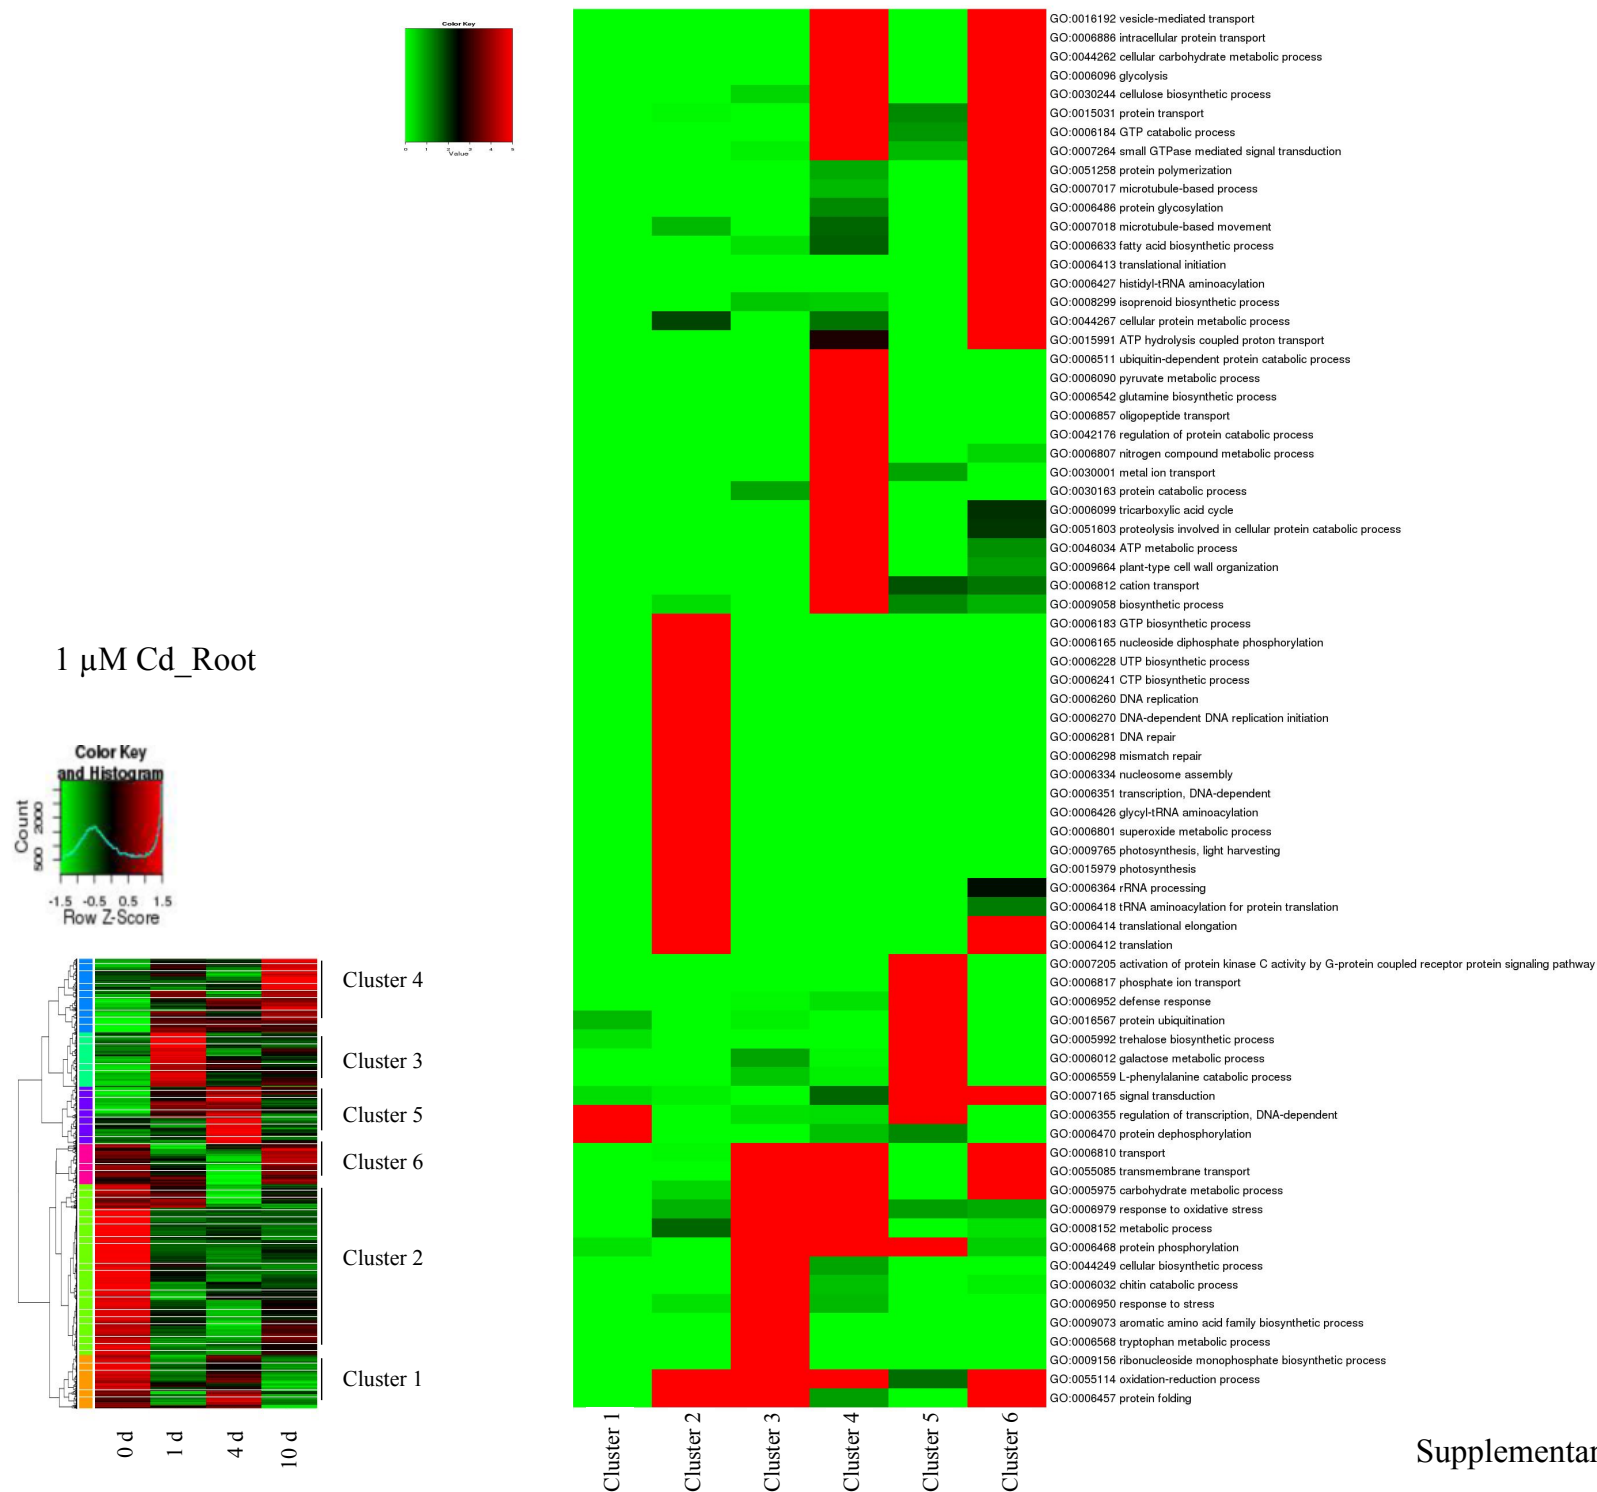 Color Key
0 1 2 3 4 5
Value
GO:0016192 vesicle-mediated transport
GO:0006886 intracellular protein transport
GO:0044262 cellular carbohydrate metabolic process
GO:0006096 glycolysis
GO:0030244 cellulose biosynthetic process
GO:0015031 protein transport
GO:0006184 GTP catabolic process
GO:0007264 small GTPase mediated signal transduction
GO:0051258 protein polymerization
GO:0007017 microtubule-based process
GO:0006486 protein glycosylation
GO:0007018 microtubule-based movement
GO:0006633 fatty acid biosynthetic process
GO:0006413 translational initiation
GO:0006427 histidyl-tRNA aminoacylation
GO:0008299 isoprenoid biosynthetic process
GO:0044267 cellular protein metabolic process
GO:0015991 ATP hydrolysis coupled proton transport
GO:0006511 ubiquitin-dependent protein catabolic process
GO:0006090 pyruvate metabolic process
GO:0006542 glutamine biosynthetic process
GO:0006857 oligopeptide transport
GO:0042176 regulation of protein catabolic process
GO:0006807 nitrogen compound metabolic process
GO:0030001 metal ion transport
GO:0030163 protein catabolic process
GO:0006099 tricarboxylic acid cycle
GO:0051603 proteolysis involved in cellular protein catabolic process
GO:0046034 ATP metabolic process
GO:0009664 plant-type cell wall organization
GO:0006812 cation transport
GO:0009058 biosynthetic process
GO:0006183 GTP biosynthetic process
GO:0006165 nucleoside diphosphate phosphorylation
GO:0006228 UTP biosynthetic process
GO:0006241 CTP biosynthetic process
GO:0006260 DNA replication
GO:0006270 DNA-dependent DNA replication initiation
GO:0006281 DNA repair
GO:0006298 mismatch repair
GO:0006334 nucleosome assembly
GO:0006351 transcription, DNA-dependent
GO:0006426 glycyl-tRNA aminoacylation
GO:0006801 superoxide metabolic process
GO:0009765 photosynthesis, light harvesting
GO:0015979 photosynthesis
GO:0006364 rRNA processing
GO:0006418 tRNA aminoacylation for protein translation
GO:0006414 translational elongation
GO:0006412 translation
GO:0007205 activation of protein kinase C activity by G-protein coupled receptor protein signaling pathway
GO:0006817 phosphate ion transport
GO:0006952 defense response
GO:0016567 protein ubiquitination
GO:0005992 trehalose biosynthetic process
GO:0006012 galactose metabolic process
GO:0006559 L-phenylalanine catabolic process
GO:0007165 signal transduction
GO:0006355 regulation of transcription, DNA-dependent
GO:0006470 protein dephosphorylation
GO:0006810 transport
GO:0055085 transmembrane transport
GO:0005975 carbohydrate metabolic process
GO:0006979 response to oxidative stress
GO:0008152 metabolic process
GO:0006468 protein phosphorylation
GO:0044249 cellular biosynthetic process
GO:0006032 chitin catabolic process
GO:0006950 response to stress
GO:0009073 aromatic amino acid family biosynthetic process
GO:0006568 tryptophan metabolic process
GO:0009156 ribonucleoside monophosphate biosynthetic process
GO:0055114 oxidation-reduction process
GO:0006457 protein folding
Cluster 1 Cluster 2 Cluster 3 Cluster 4 Cluster 5 Cluster 6
1 µM Cd_Root
Color Key
and Histogram
Count
500 2000
-1.5 -0.5 0.5 1.5
Row Z-Score
Cluster 4
Cluster 3
Cluster 5
Cluster 6
Cluster 2
Cluster 1
0 d 1 d 4 d 10 d
Supplementar